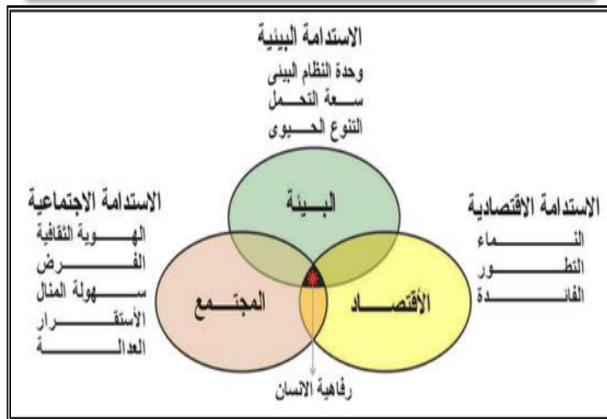 الاستدامة البيئية
وحدة النظام البيئى
سعة التحمل
التنوع الحيوى
البيئة
الاستدامة الاجتماعية
الهوية الثقافية
الفرض
سهولة المنال
الأستقرار
العدالة
الاستدامة الاقتصادية
النماء
التطور
الفائدة
المجتمع
الأقتصاد
رفاهية الانسان